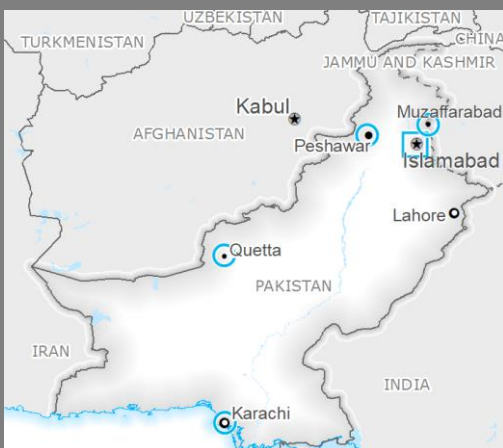 UZBEKISTAN
TAJIKISTAN
TURKMENISTAN
CHINA
JAMMU AND KASHMIR
Kabul
Muzaffarabad
AFGHANISTAN
Peshawar
Islamabad
Lahore
Quetta
PAKISTAN
IRAN
INDIA
Karachi